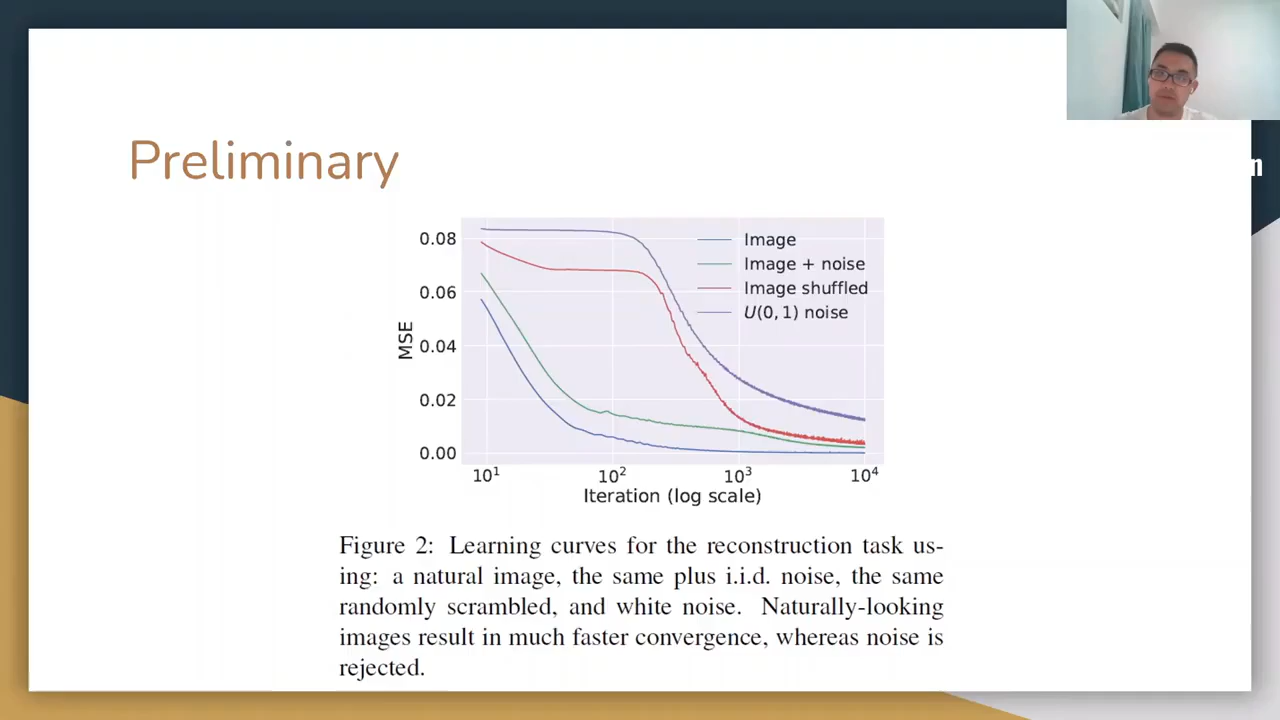 Preliminary
n
0.08
0.06
0.04
0.02
0.00
MSE
Image
Image + noise
Image shuffled
U(0, 1) noise
10¹ 10² 10³ 10⁴
Iteration (log scale)
Figure 2: Learning curves for the reconstruction task us-
ing: a natural image, the same plus i.i.d. noise, the same
randomly scrambled, and white noise. Naturally-looking
images result in much faster convergence, whereas noise is
rejected.